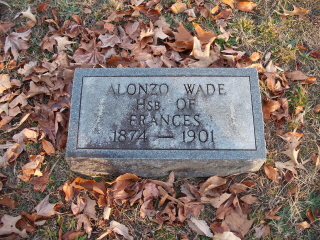 ALONZO WADE
HSB. OF
FRANCES
1874 — 1901